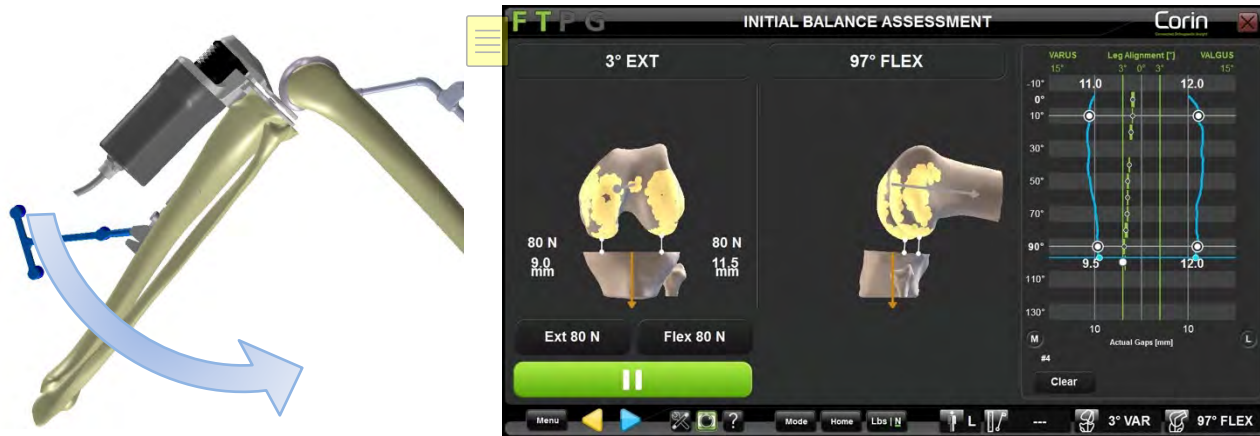 F T P G
INITIAL BALANCE ASSESSMENT
Corin
3° EXT
97° FLEX
80 N
9.0
mm
80 N
11.5
mm
Ext 80 N
Flex 80 N
VARUS
Leg Alignment [°]
VALGUS
15°
3°
0°
3°
15°
-10°
11.0
12.0
0°
10°
30°
50°
70°
90°
9.5
12.0
110°
130°
10
10
M
Actual Gaps [mm]
L
#4
Clear
Menu
?
Mode
Home
Lbs | N
L
---
3° VAR
97° FLEX